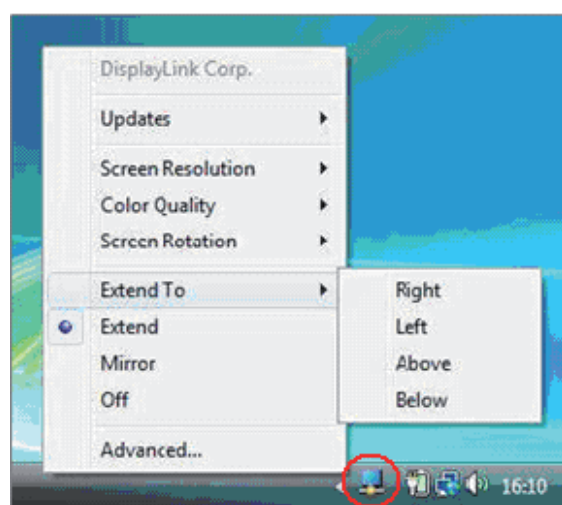 DisplayLink Corp.
Updates
Screen Resolution
Color Quality
Screen Rotation
Extend To
Right
Extend
Left
Mirror
Above
Off
Below
Advanced...
16:10